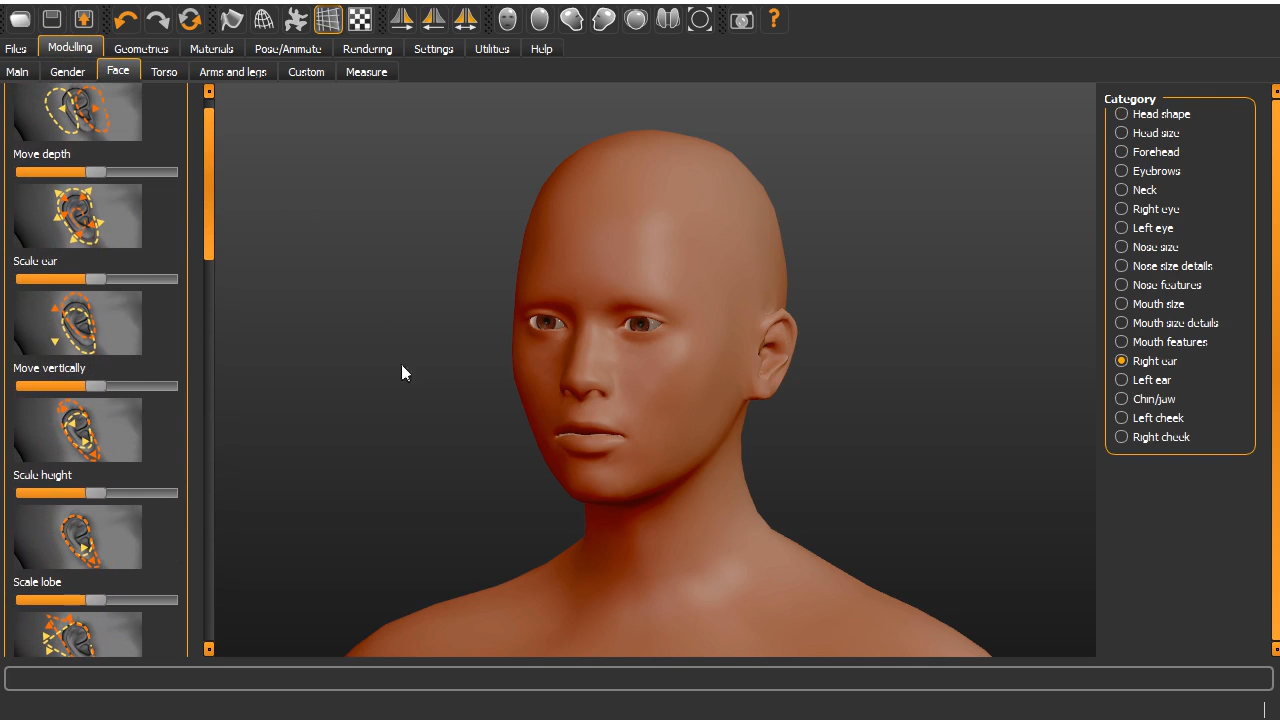 Files Modelling Geometries Materials Pose/Animate Rendering Settings Utilities Help
Main Gender Face Torso Arms and legs Custom Measure
Move depth
Scale ear
Move vertically
Scale height
Scale lobe
Category
Head shape
Head size
Forehead
Eyebrows
Neck
Right eye
Left eye
Nose size
Nose size details
Nose features
Mouth size
Mouth size details
Mouth features
Right ear
Left ear
Chin/jaw
Left cheek
Right cheek